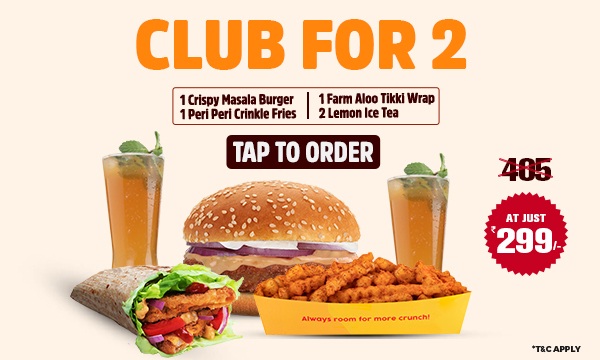 CLUB FOR 2
1 Crispy Masala Burger
1 Peri Peri Crinkle Fries
1 Farm Aloo Tikki Wrap
2 Lemon Ice Tea
TAP TO ORDER
405
AT JUST
₹299/-
Always room for more crunch!
*T&C APPLY